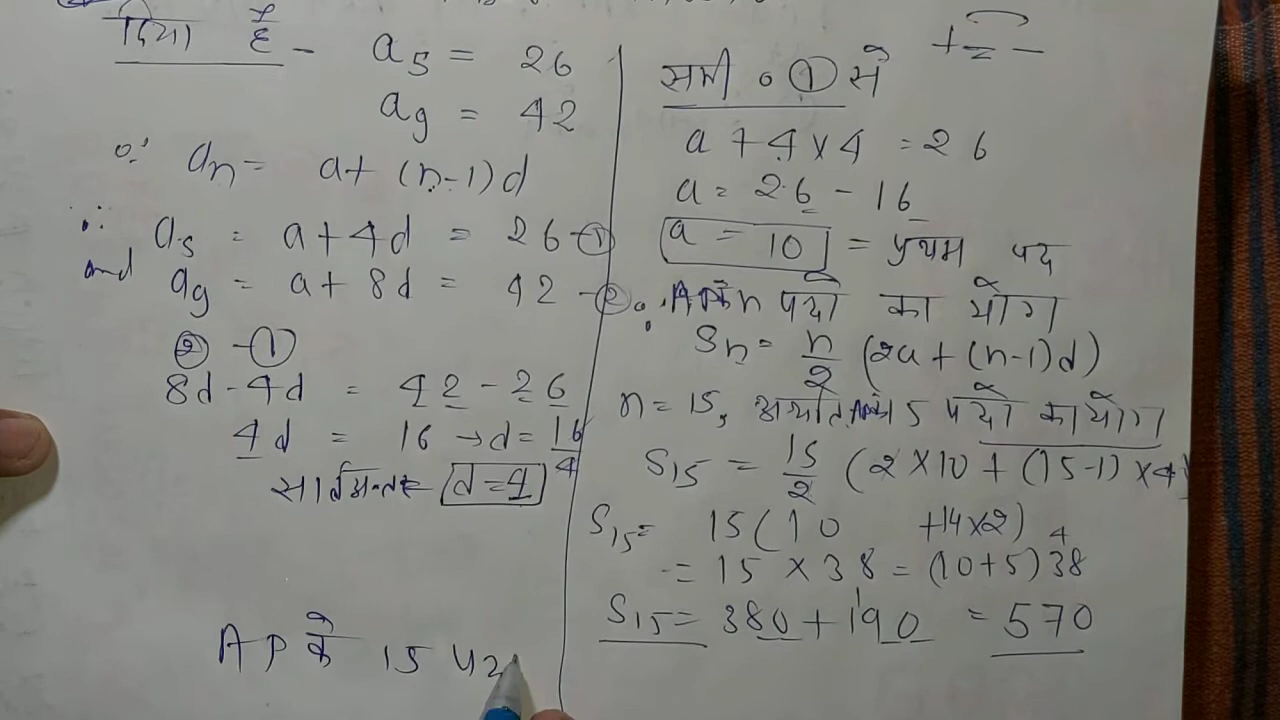 दिया है - a5 = 26
a9 = 42
∵ an = a+(n-1)d
∴ a5 = a+4d = 26 - ①
and a9 = a+8d = 42 - ②
② - ①
8d-4d = 42-26
4d = 16 → d = 16/4
d=4
AP के 15
समी० ① से
+ = -
a + 4×4 = 26
a = 26 - 16
a = 10 = प्रथम पद
∴ AP के n पदों का योग
Sn = n/2 (2a+(n-1)d)
n = 15, अर्थात 15 पदों का योग
S15 = 15/2 (2×10+(15-1)×4)
S15 = 15(10 +14×2)
= 15 × 38 = (10+5)38
S15 = 380+190 = 570